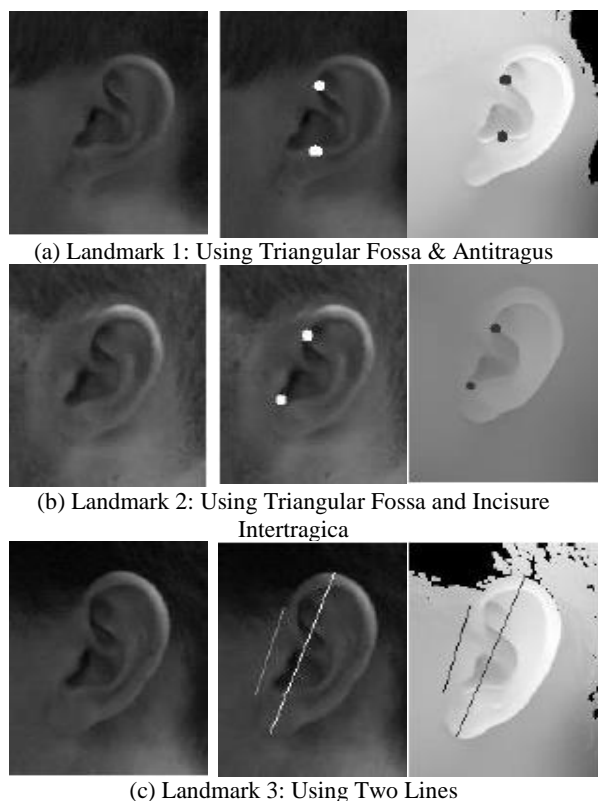 (a) Landmark 1: Using Triangular Fossa & Antitragus
(b) Landmark 2: Using Triangular Fossa and Incisure
Intertragica
(c) Landmark 3: Using Two Lines